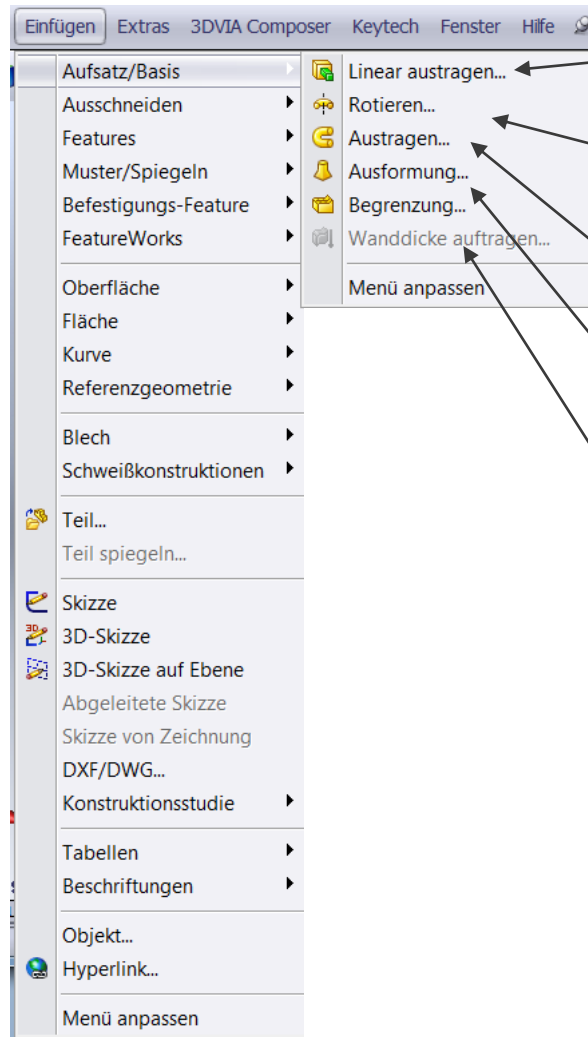 Einfügen Extras 3DVIA Composer Keytech Fenster Hilfe
Aufsatz/Basis
Ausschneiden
Features
Muster/Spiegeln
Befestigungs-Feature
FeatureWorks
Oberfläche
Fläche
Kurve
Referenzgeometrie
Blech
Schweißkonstruktionen
Teil...
Teil spiegeln...
Skizze
3D-Skizze
3D-Skizze auf Ebene
Abgeleitete Skizze
Skizze von Zeichnung
DXF/DWG...
Konstruktionsstudie
Tabellen
Beschriftungen
Objekt...
Hyperlink...
Menü anpassen
Linear austragen...
Rotieren...
Austragen...
Ausformung...
Begrenzung...
Wanddicke auftragen...
Menü anpassen